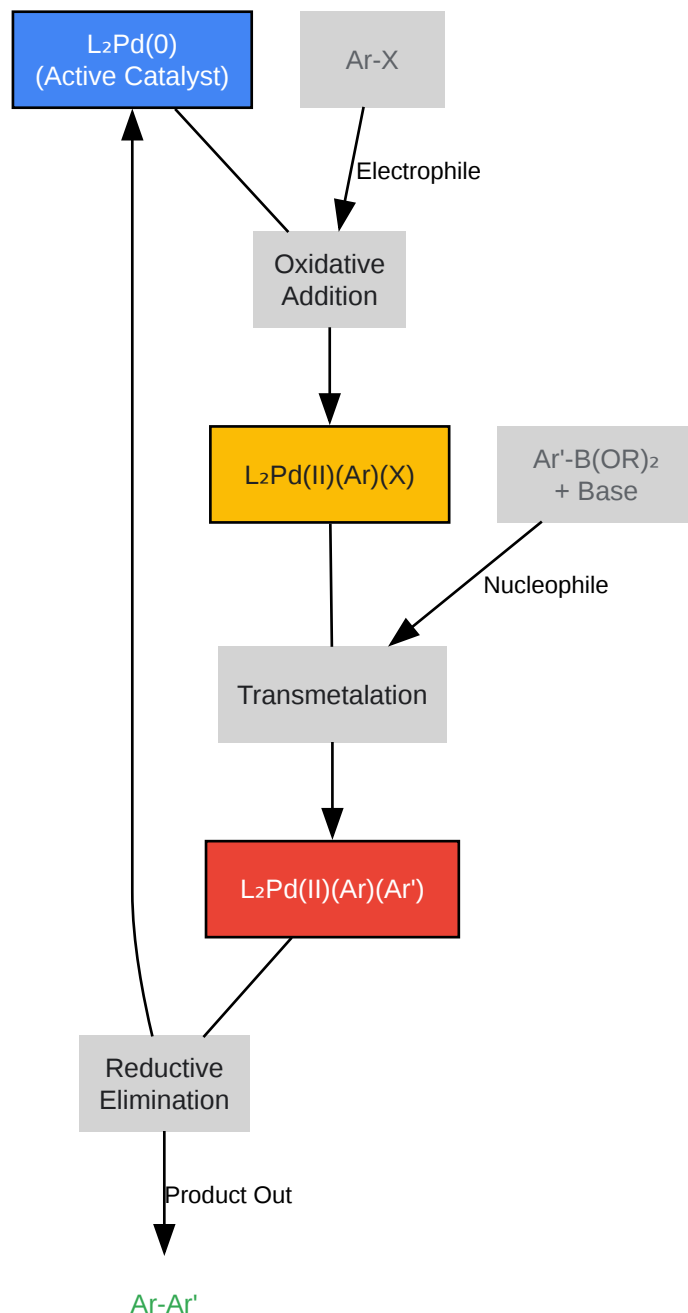 L₂Pd(0)
(Active Catalyst)
Ar-X
Electrophile
Oxidative
Addition
L₂Pd(II)(Ar)(X)
Ar'-B(OR)₂
+ Base
Nucleophile
Transmetalation
L₂Pd(II)(Ar)(Ar')
Reductive
Elimination
Product Out
Ar-Ar'